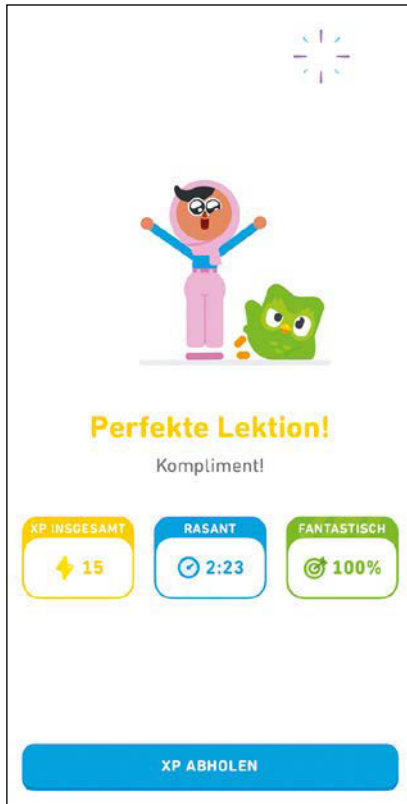 Perfekte Lektion!
Kompliment!
XP INSGESAMT
15
RASANT
2:23
FANTASTISCH
100%
XP ABHOLEN